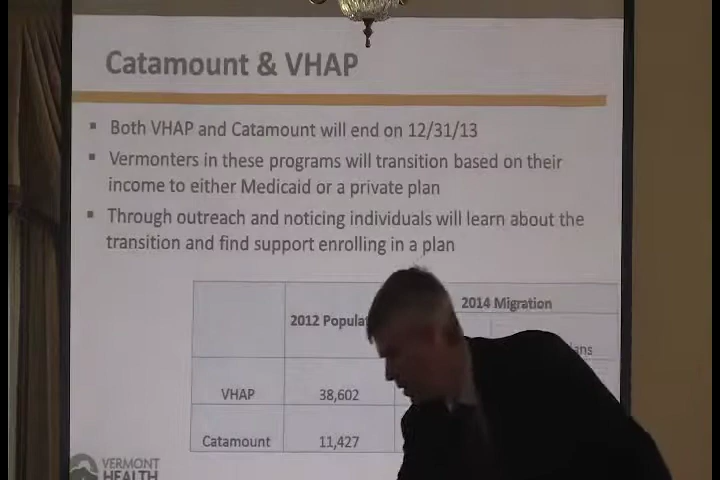 Catamount & VHAP
Both VHAP and Catamount will end on 12/31/13
Vermonters in these programs will transition based on their
income to either Medicaid or a private plan
Through outreach and noticing individuals will learn about the
transition and find support enrolling in a plan
2014 Migration
2012
VHAP 38,602
Catamount 11,427
VERMONT
HEALTH